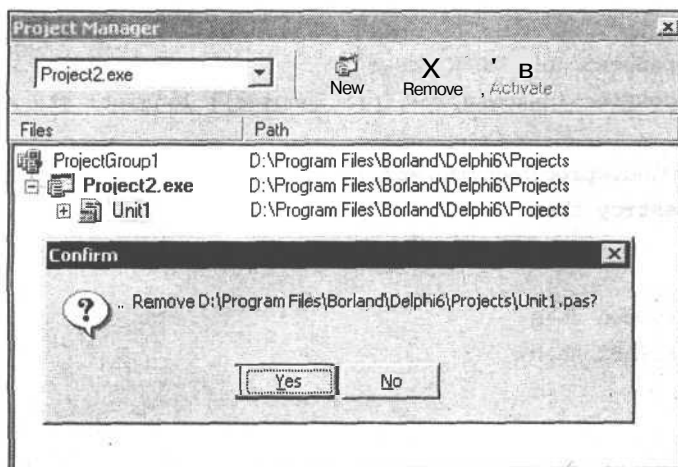 Project Manager
Project2.exe
New
X
Remove
' B
, Activate
Files Path
ProjectGroup1 D:\Program Files\Borland\Delphi6\Projects
Project2.exe D:\Program Files\Borland\Delphi6\Projects
Unit1 D:\Program Files\Borland\Delphi6\Projects
Confirm
.. Remove D:\Program Files\Borland\Delphi6\Projects\Unit1.pas?
Yes No